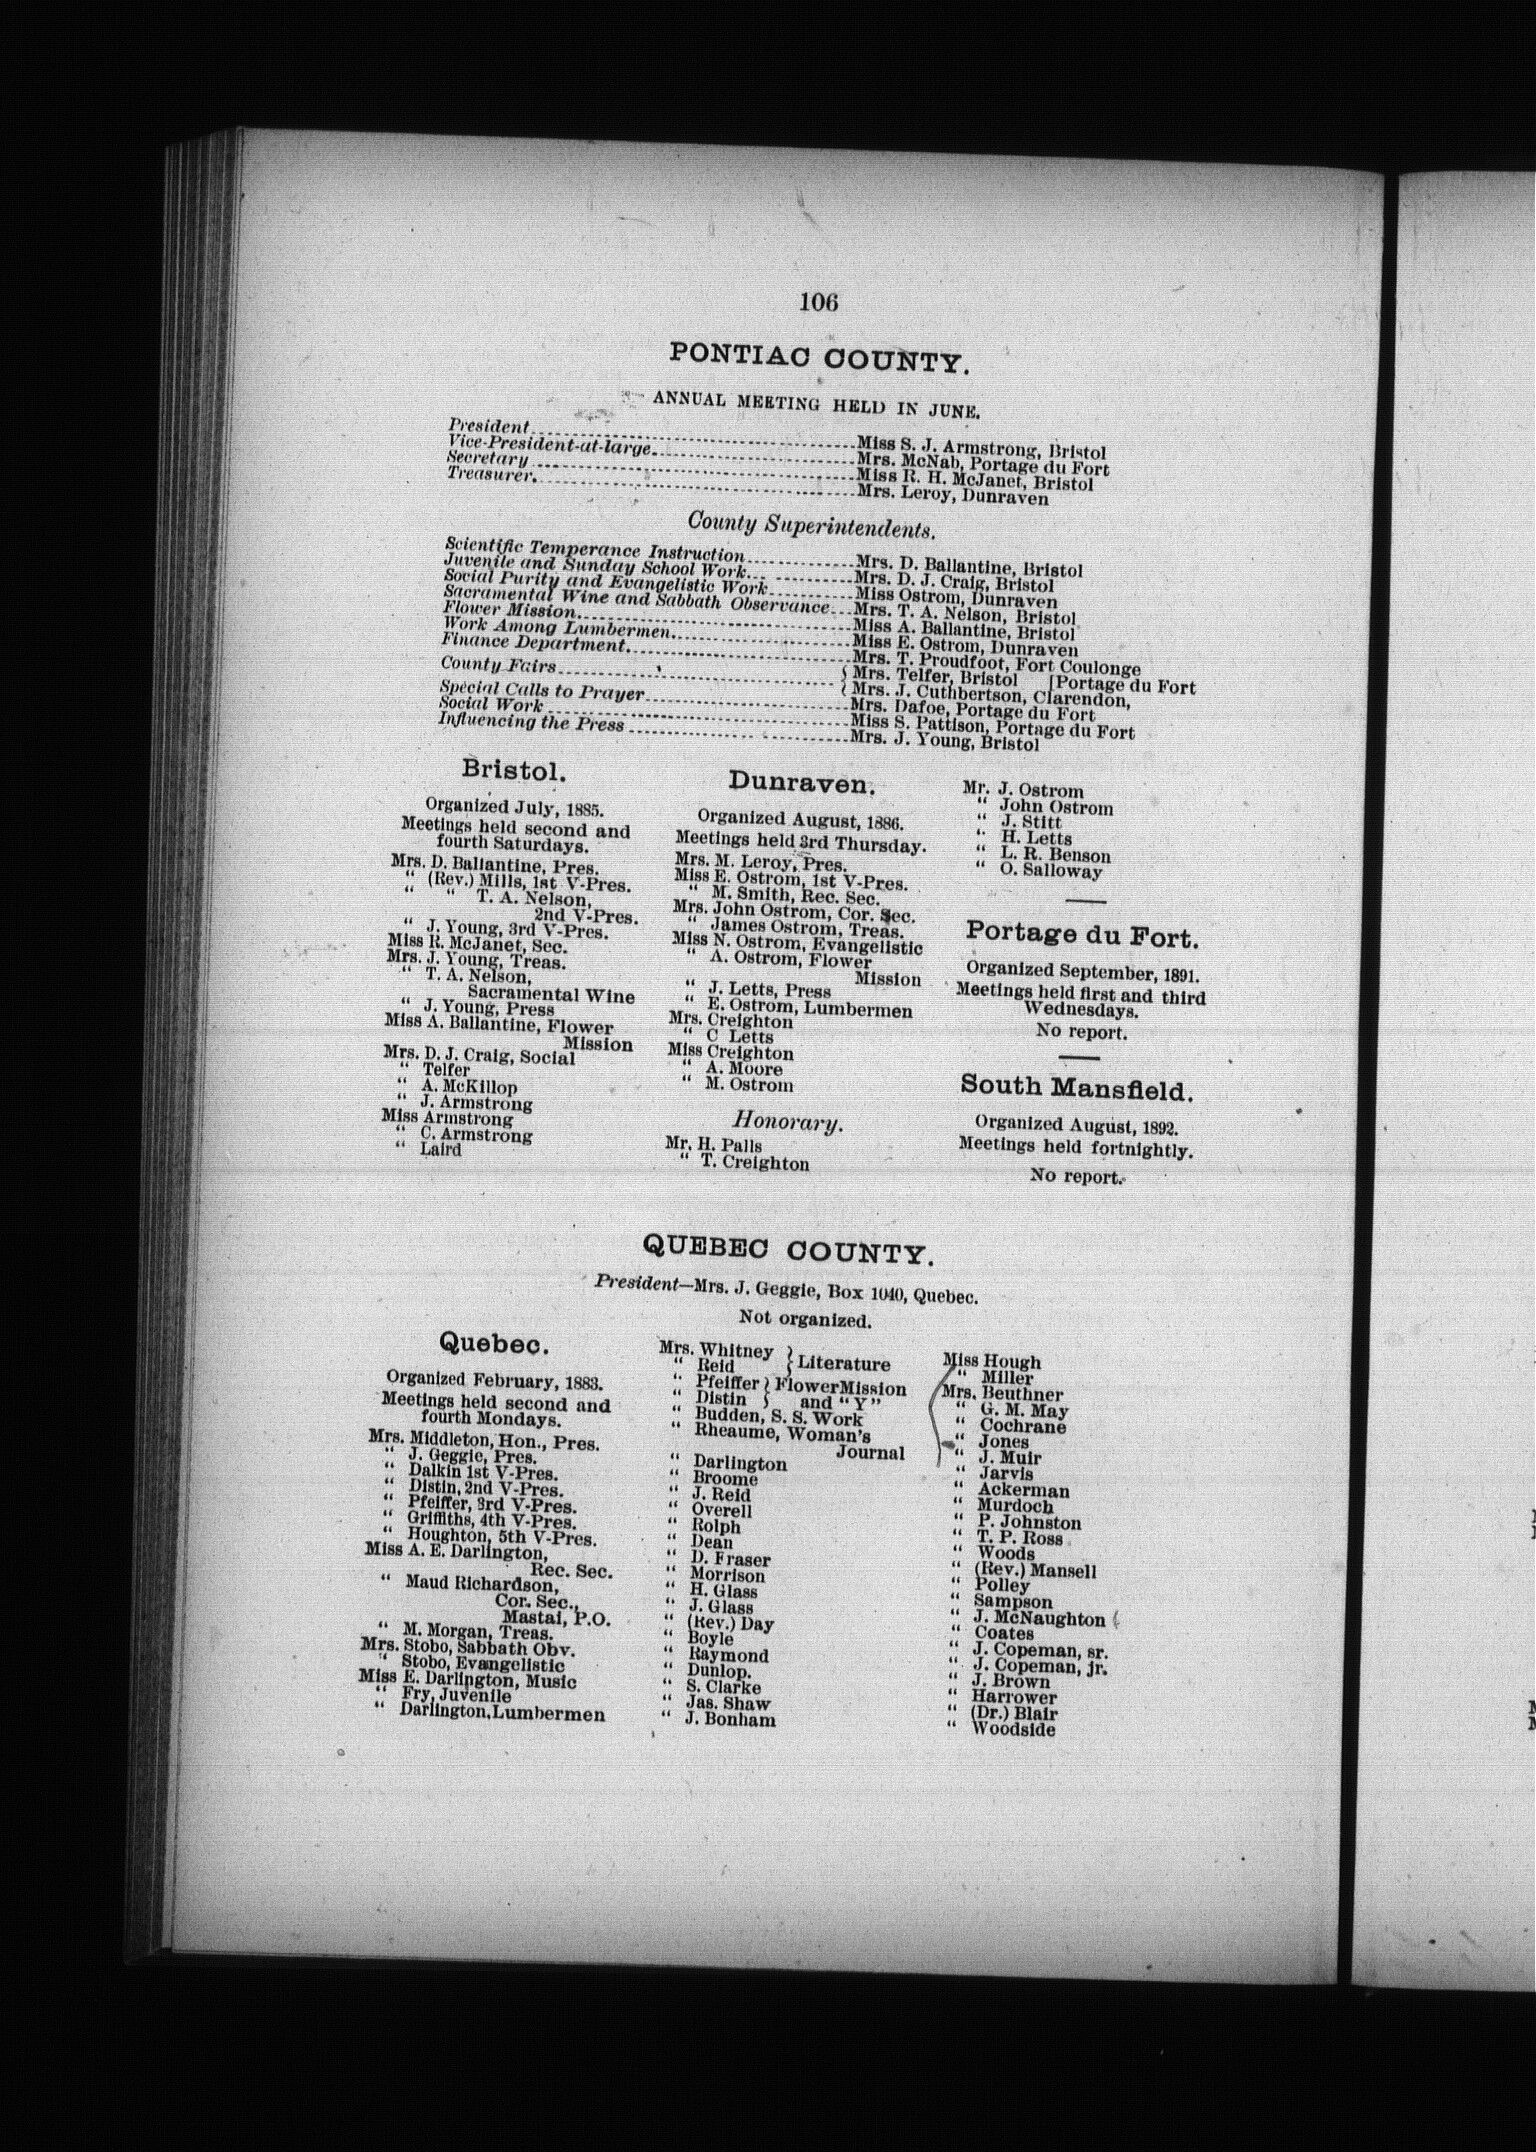 106
PONTIAC COUNTY.
ANNUAL MEETING HELD IN JUNE.
President Miss S. J. Armstrong, Bristol
Vice-President-at-large Mrs. McNab, Portage du Fort
Secretary Miss R. H. McJanet, Bristol
Treasurer. Mrs. Leroy, Dunraven
County Superintendents.
Scientific Temperance Instruction Mrs. D. Ballantine, Bristol
Juvenile and Sunday School Work Mrs. D. J. Craig, Bristol
Social Purity and Evangelistic Work Miss Ostrom, Dunraven
Sacramental Wine and Sabbath Observance Mrs. T. A. Nelson, Bristol
Flower Mission Miss A. Ballantine, Bristol
Work Among Lumbermen Miss E. Ostrom, Dunraven
Finance Department Mrs. T. Proudfoot, Fort Coulonge
County Fairs { Mrs. Telfer, Bristol [Portage du Fort
{ Mrs. J. Cuthbertson, Clarendon,
Special Calls to Prayer Mrs. Dafoe, Portage du Fort
Social Work Miss S. Pattison, Portage du Fort
Influencing the Press Mrs. J. Young, Bristol
Bristol.
Organized July, 1885.
Meetings held second and
fourth Saturdays.
Mrs. D. Ballantine, Pres.
" (Rev.) Mills, 1st V-Pres.
" " T. A. Nelson,
2nd V-Pres.
" J. Young, 3rd V-Pres.
Miss R. McJanet, Sec.
Mrs. J. Young, Treas.
" T. A. Nelson,
Sacramental Wine
" J. Young, Press
Miss A. Ballantine, Flower
Mission
Mrs. D. J. Craig, Social
" Telfer
" A. McKillop
" J. Armstrong
Miss Armstrong
" C. Armstrong
" Laird
Dunraven.
Organized August, 1886.
Meetings held 3rd Thursday.
Mrs. M. Leroy, Pres.
Miss E. Ostrom, 1st V-Pres.
" M. Smith, Rec. Sec.
Mrs. John Ostrom, Cor. Sec.
" James Ostrom, Treas.
Miss N. Ostrom, Evangelistic
" A. Ostrom, Flower
Mission
" J. Letts, Press
" E. Ostrom, Lumbermen
Mrs. Creighton
" C Letts
Miss Creighton
" A. Moore
" M. Ostrom
Honorary.
Mr. H. Palls
" T. Creighton
Mr. J. Ostrom
" John Ostrom
" J. Stitt
" H. Letts
" L. R. Benson
" O. Salloway
Portage du Fort.
Organized September, 1891.
Meetings held first and third
Wednesdays.
No report.
South Mansfield.
Organized August, 1892.
Meetings held fortnightly.
No report.
QUEBEC COUNTY.
President—Mrs. J. Geggie, Box 1040, Quebec.
Not organized.
Quebec.
Organized February, 1883.
Meetings held second and
fourth Mondays.
Mrs. Middleton, Hon., Pres.
" J. Geggie, Pres.
" Dalkin 1st V-Pres.
" Distin, 2nd V-Pres.
" Pfeiffer, 3rd V-Pres.
" Griffiths, 4th V-Pres.
" Houghton, 5th V-Pres.
Miss A. E. Darlington,
Rec. Sec.
" Maud Richardson,
Cor. Sec.,
Mastai, P.O.
" M. Morgan, Treas.
Mrs. Stobo, Sabbath Obv.
" Stobo, Evangelistic
Miss E. Darlington, Music
" Fry, Juvenile
" Darlington, Lumbermen
Mrs. Whitney }
" Reid } Literature
" Pfeiffer } Flower Mission
" Distin } and "Y"
" Budden, S. S. Work
" Rheaume, Woman's
Journal
" Darlington
" Broome
" J. Reid
" Overell
" Rolph
" Dean
" D. Fraser
" Morrison
" H. Glass
" J. Glass
" (Rev.) Day
" Boyle
" Raymond
" Dunlop.
" S. Clarke
" Jas. Shaw
" J. Bonham
Miss Hough
" Miller
Mrs. Beuthner
" G. M. May
" Cochrane
" Jones
" J. Muir
" Jarvis
" Ackerman
" Murdoch
" P. Johnston
" T. P. Ross
" Woods
" (Rev.) Mansell
" Polley
" Sampson
" J. McNaughton
" Coates
" J. Copeman, sr.
" J. Copeman, jr.
" J. Brown
" Harrower
" (Dr.) Blair
" Woodside